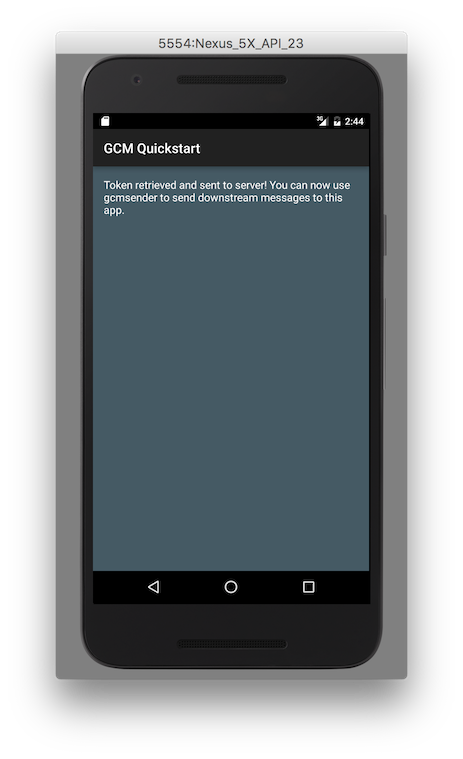 5554:Nexus_5X_API_23
3G 2:44
GCM Quickstart
Token retrieved and sent to server! You can now use
gcmsender to send downstream messages to this
app.